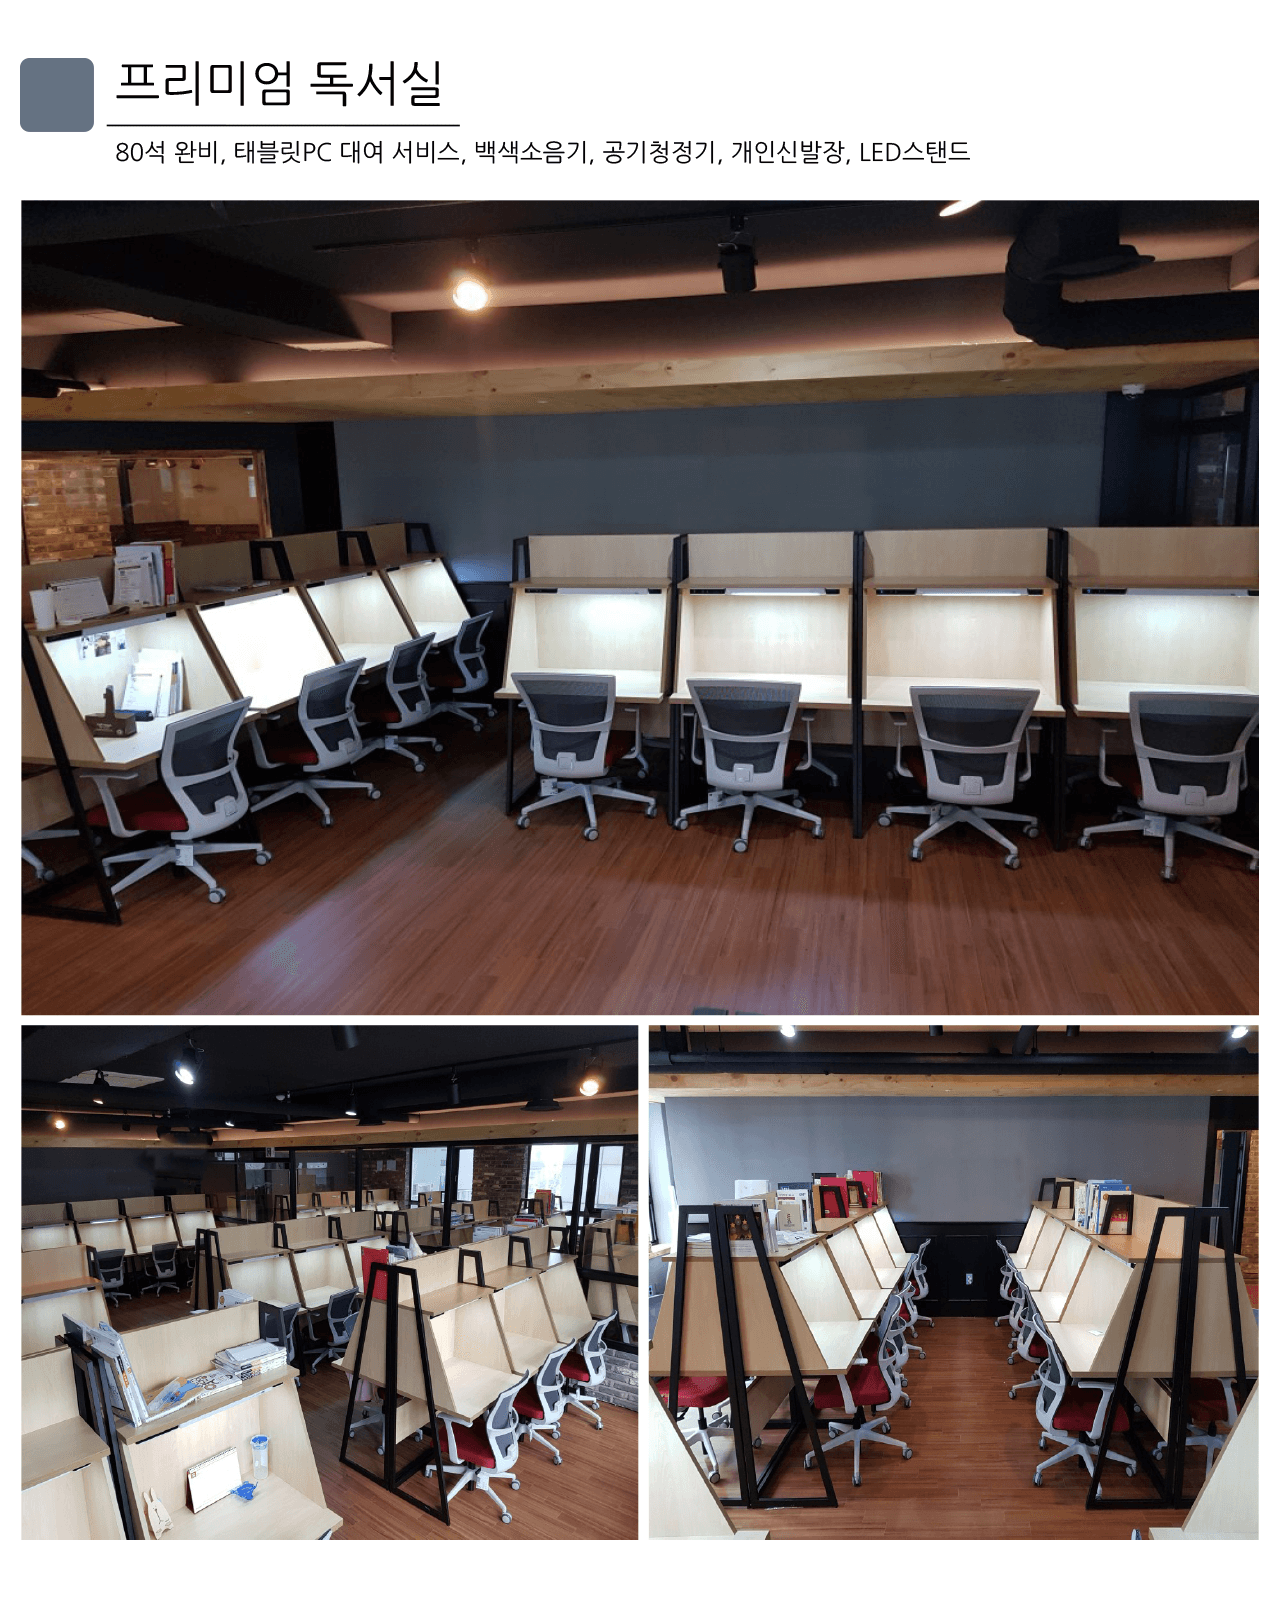 프리미엄 독서실
80석 완비, 태블릿PC 대여 서비스, 백색소음기, 공기청정기, 개인신발장, LED스탠드